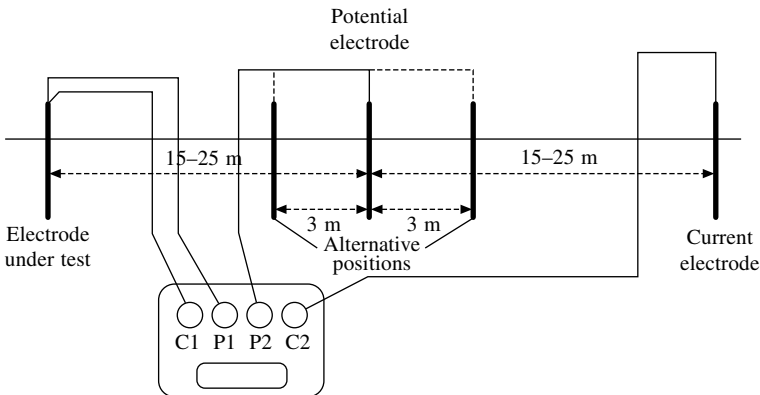 Potential
electrode
15–25 m
15–25 m
3 m
3 m
Electrode
under test
Alternative
positions
Current
electrode
C1 P1 P2 C2